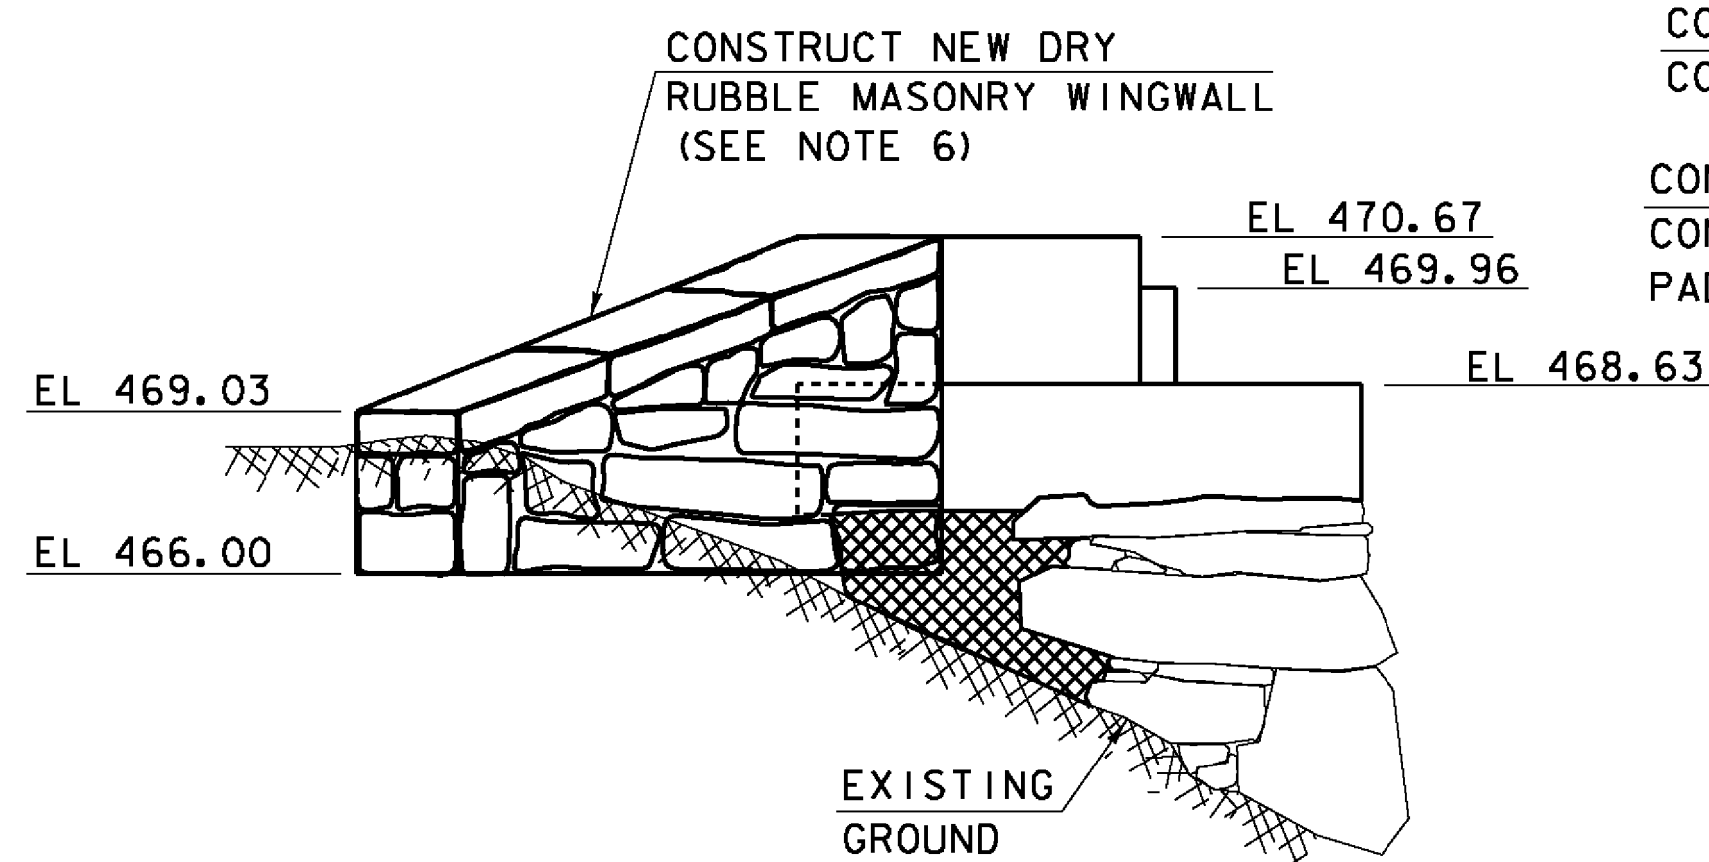 CONSTRUCT NEW DRY
RUBBLE MASONRY WINGWALL
(SEE NOTE 6)
EL 470.67
EL 469.96
EL 468.63
EL 469.03
EL 466.00
EXISTING
GROUND